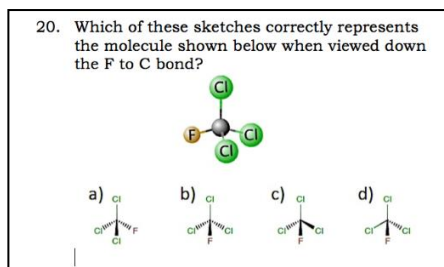 20. Which of these sketches correctly represents
the molecule shown below when viewed down
the F to C bond?
Cl
F
Cl
Cl
a) b) c) d)
Cl Cl Cl Cl
Cl F Cl Cl Cl Cl Cl Cl
Cl F F F